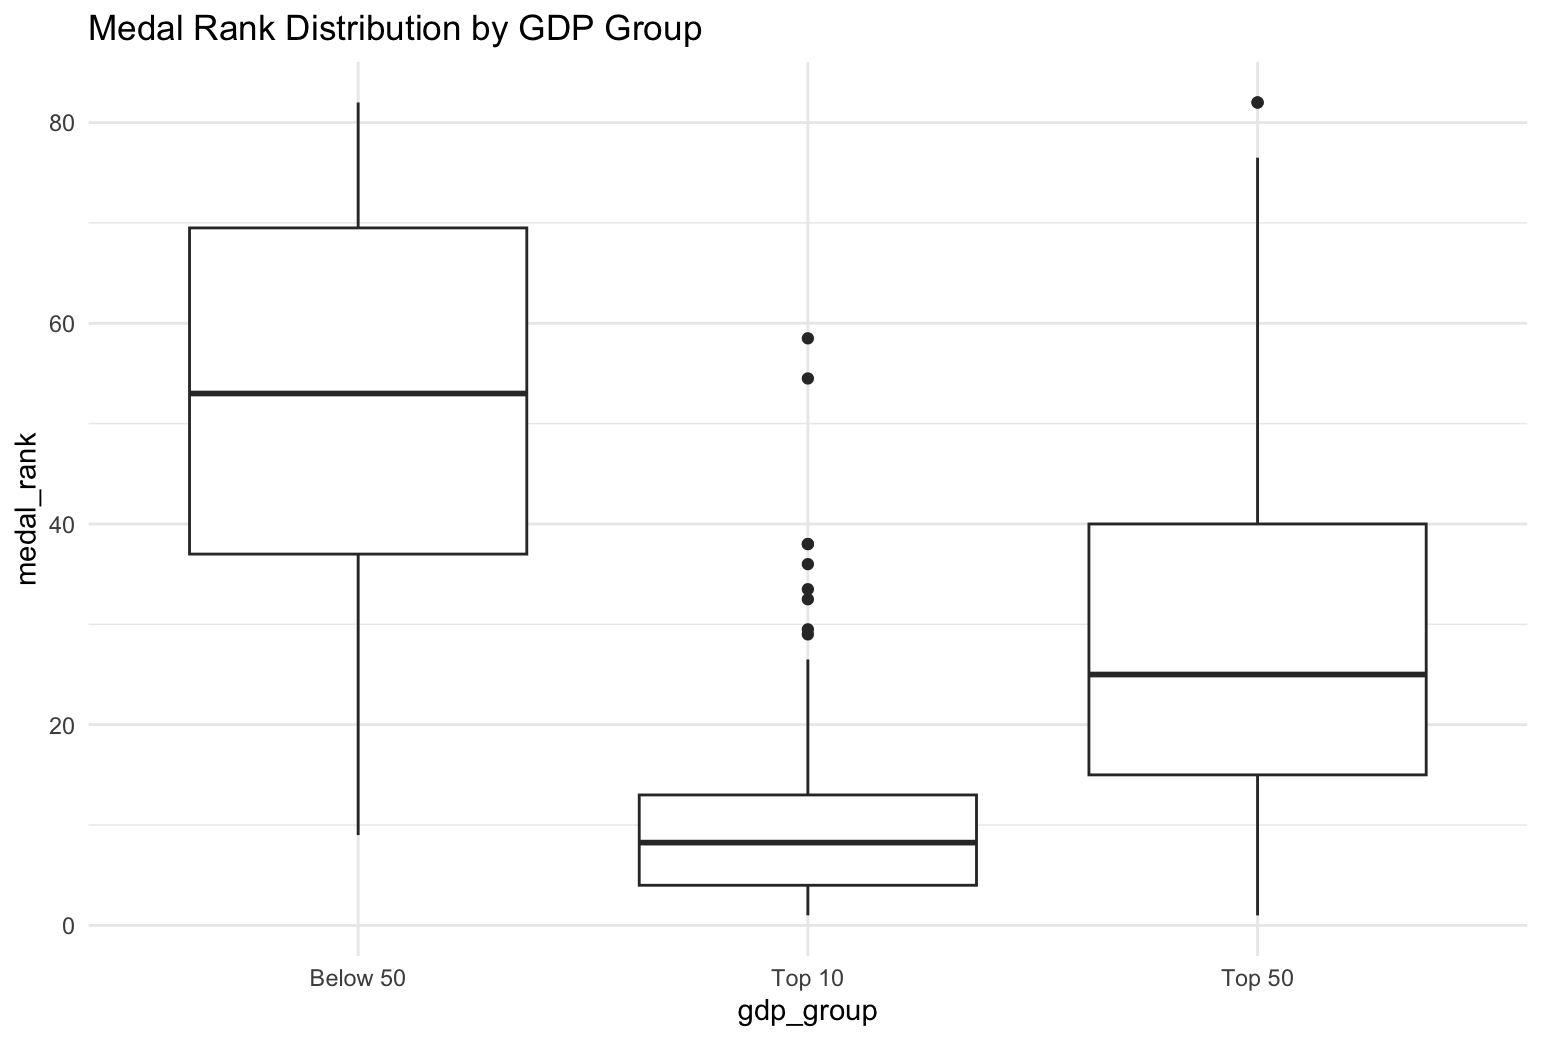 Medal Rank Distribution by GDP Group
80
60
40
20
0
medal_rank
Below 50
Top 10
Top 50
gdp_group